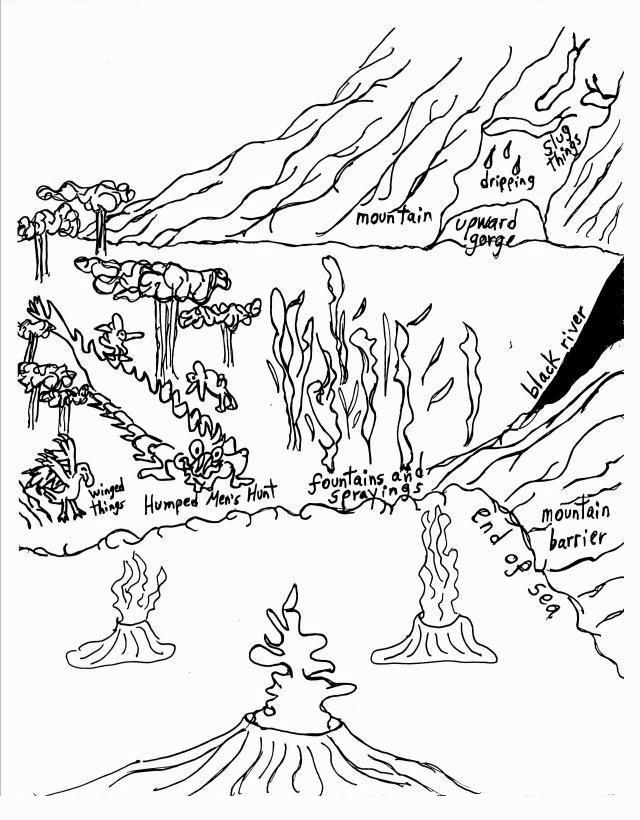 slug
things
dripping
mountain
upward
gorge
black river
fountains and
sprayings
winged
things
Humped Men's Hunt
mountain
barrier
end of sea